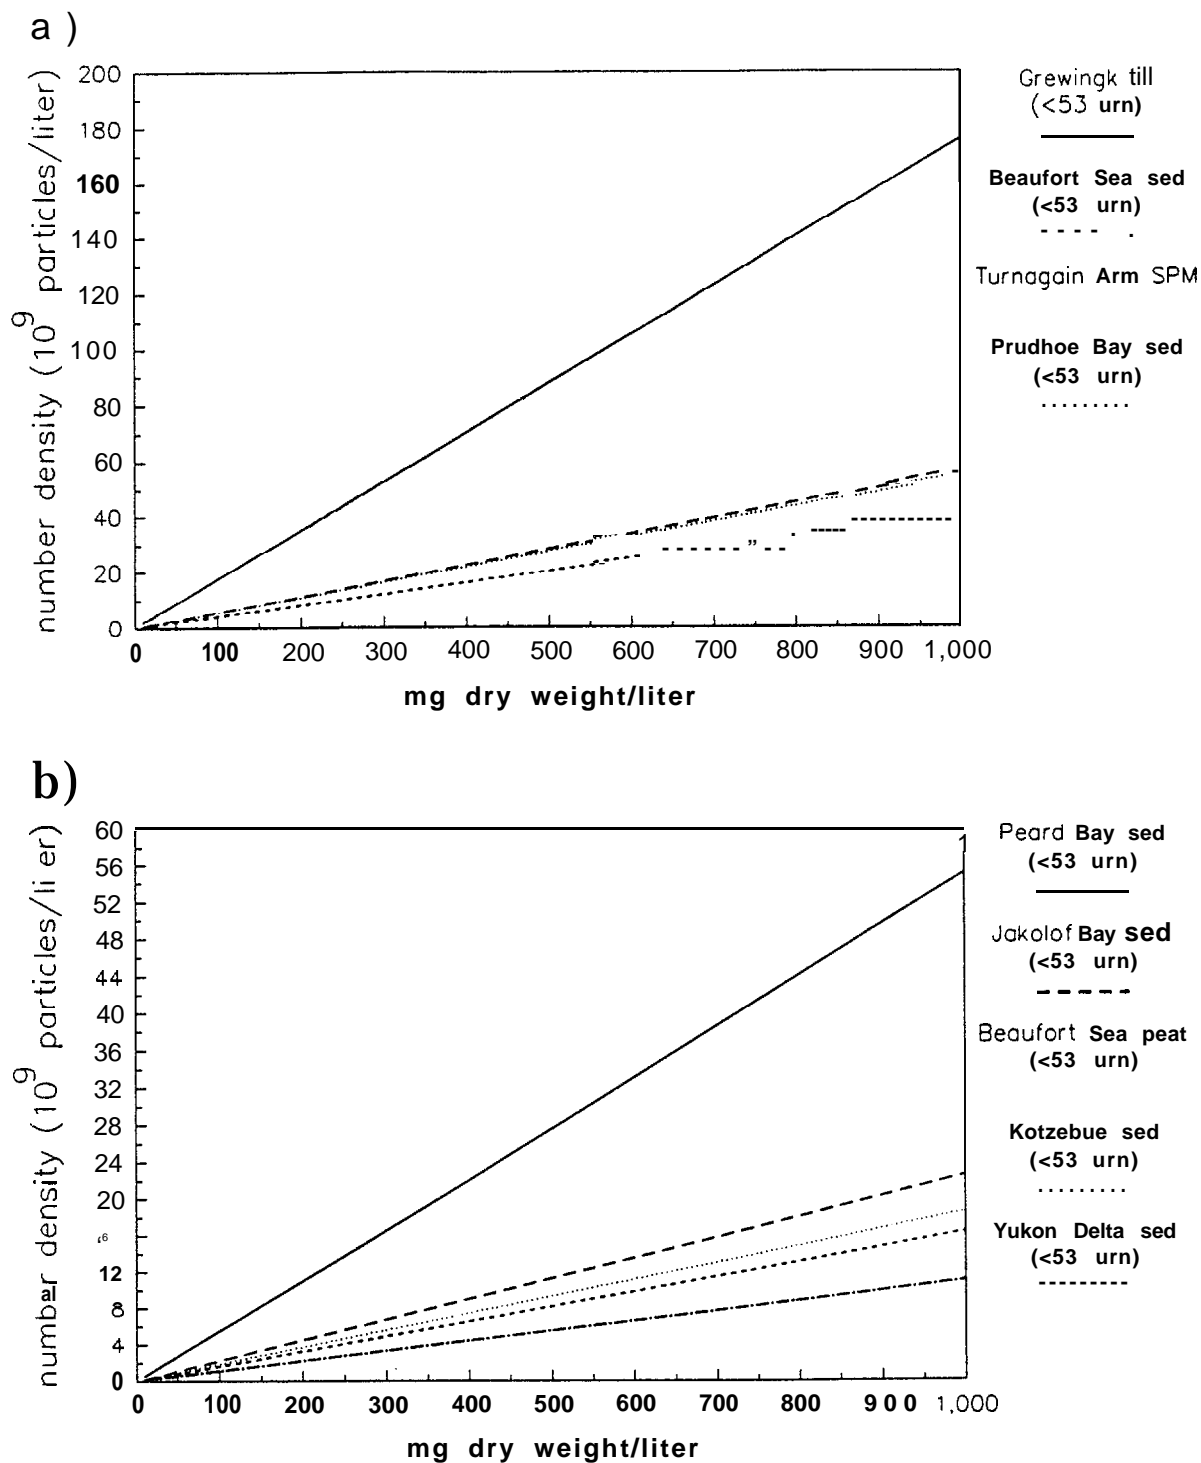 a )
number density (10⁹ particles/liter)
200
180
160
140
120
100
80
60
40
20
0
0 100 200 300 400 500 600 700 800 900 1,000
mg dry weight/liter
Grewingk till
(<53 urn)
Beaufort Sea sed
(<53 urn)
Turnagain Arm SPM
Prudhoe Bay sed
(<53 urn)
b)
number density (10⁹ particles/li er)
60
56
52
48
44
40
36
32
28
24
20
12
8
4
0
0 100 200 300 400 500 600 700 800 900 1,000
mg dry weight/liter
Peard Bay sed
(<53 urn)
Jakolof Bay sed
(<53 urn)
Beaufort Sea peat
(<53 urn)
Kotzebue sed
(<53 urn)
Yukon Delta sed
(<53 urn)